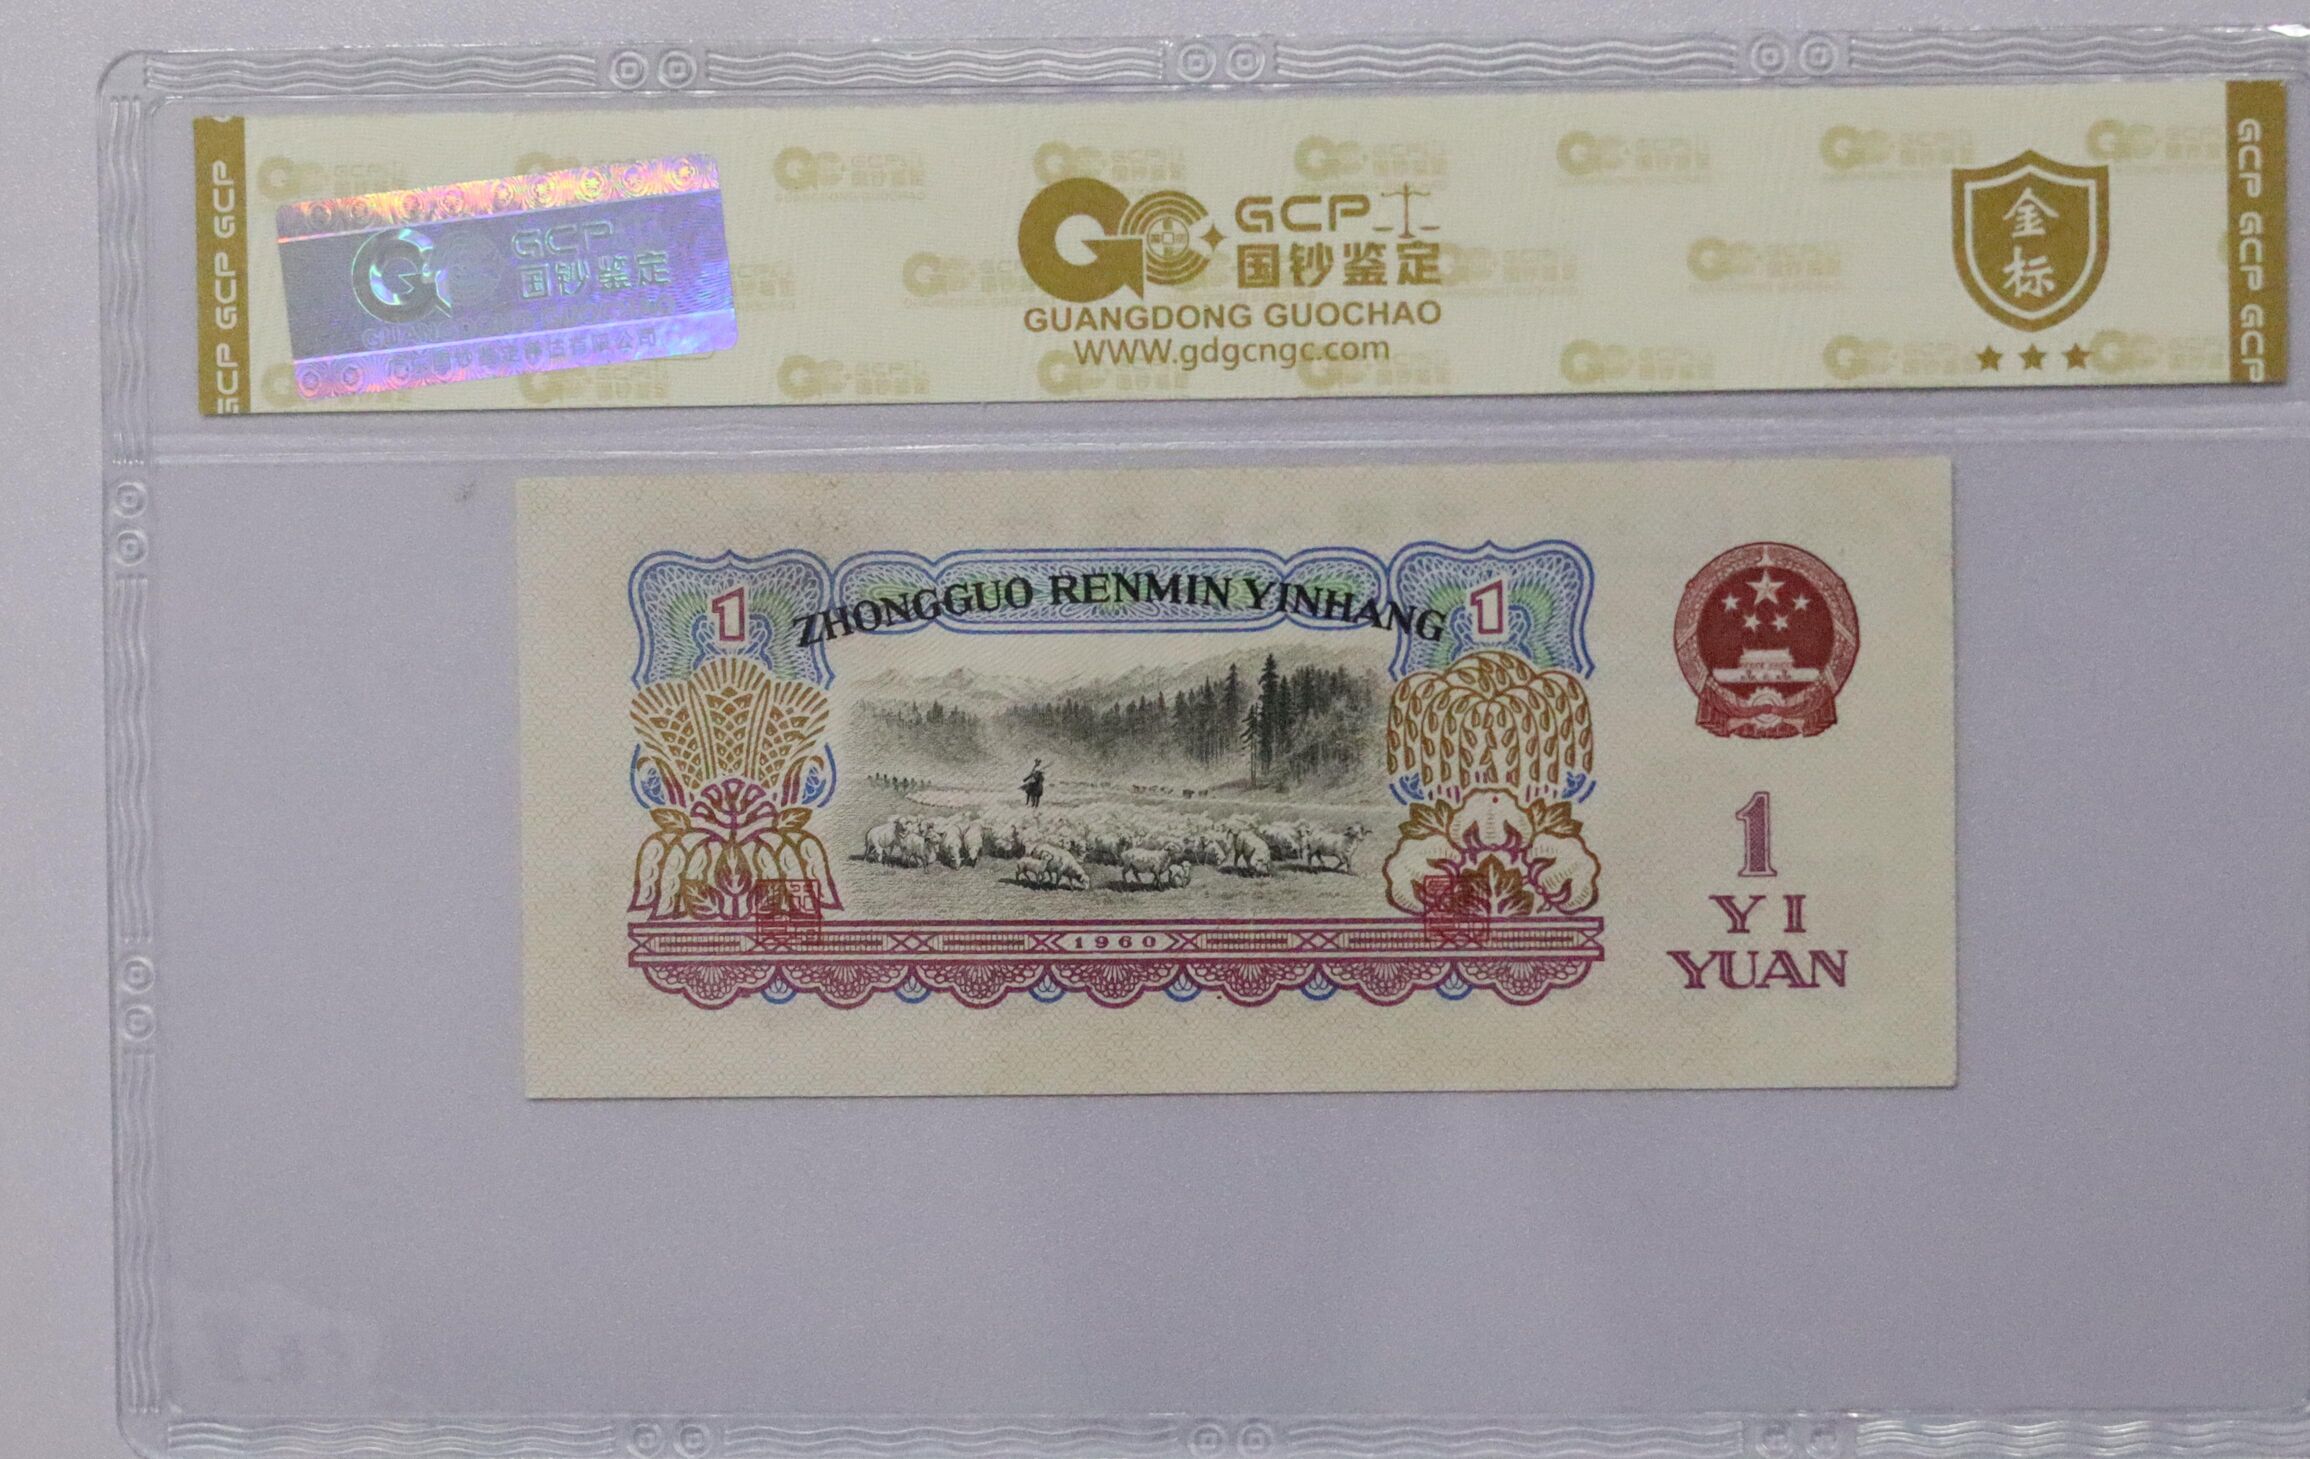 GCP GCP GCP
GCP
国钞鉴定
GCP
国钞鉴定
GUANGDONG GUOCHAO
WWW.gdgcngc.com
金
标
GCP GCP GCP
1
ZHONGGUO RENMIN YINHANG
1
1960
1
YI
YUAN